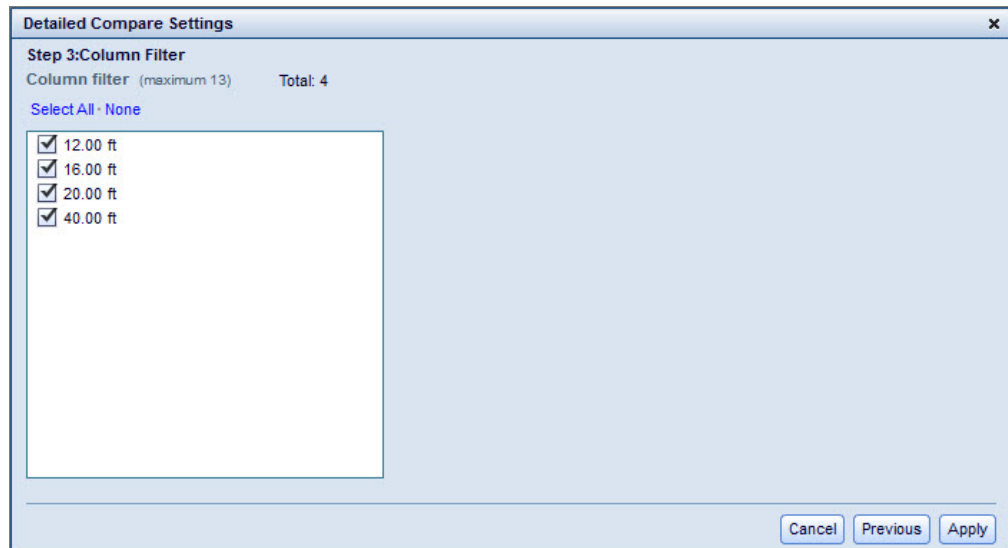 Detailed Compare Settings
Step 3:Column Filter
Column filter (maximum 13) Total: 4
Select All · None
12.00 ft
16.00 ft
20.00 ft
40.00 ft
Cancel Previous Apply